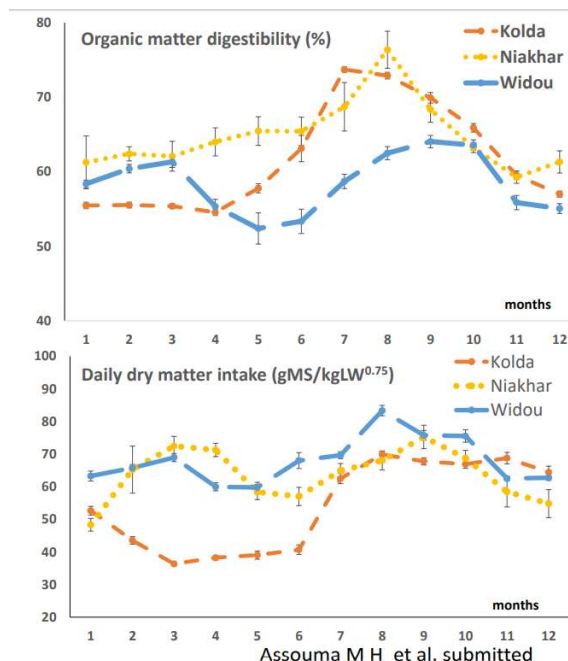 80
Organic matter digestibility (%)
Kolda
Niakhar
Widou
70
60
50
40
months
1 2 3 4 5 6 7 8 9 10 11 12
100
Daily dry matter intake (gMS/kgLW^0.75)
Kolda
Niakhar
Widou
90
80
70
60
50
40
30
20
months
1 2 3 4 5 6 7 8 9 10 11 12
Assouma M H et al. submitted